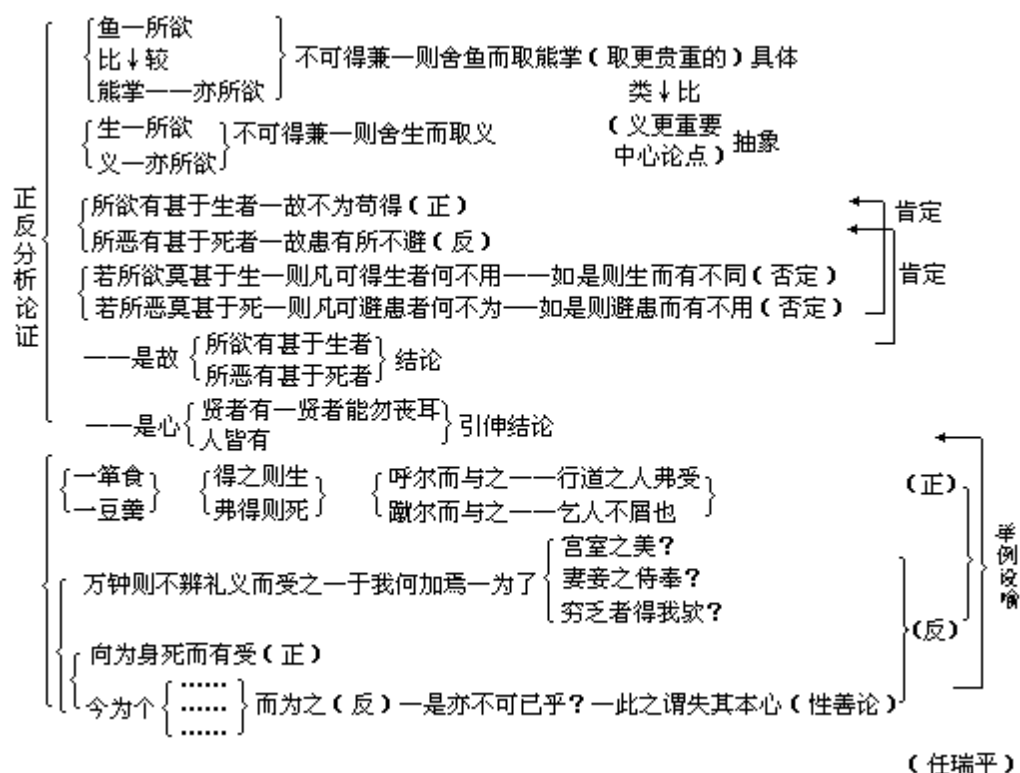 鱼一所欲
比↓较
熊掌一一亦所欲
不可得兼一则舍鱼而取熊掌(取更贵重的)具体
类↓比
生一所欲
义一亦所欲
不可得兼一则舍生而取义
(义更重要
中心论点)
抽象
正反分析论证
所欲有甚于生者一故不为苟得(正)
所恶有甚于死者一故患有所不避(反)
肯定
若所欲莫甚于生一则凡可得生者何不用一一如是则生而有不同(否定)
若所恶莫甚于死一则凡可避患者何不为一一如是则避患而有不用(否定)
肯定
一一是故
所欲有甚于生者
所恶有甚于死者
结论
一一是心
贤者有一贤者能勿丧耳
人皆有
引伸结论
一箪食
一豆羹
得之则生
弗得则死
呼尔而与之一一行道之人弗受
蹴尔而与之一一乞人不屑也
(正)
万钟则不辨礼义而受之一于我何加焉一为了
宫室之美?
妻妾之侍奉?
穷乏者得我欤?
举例设喻
(反)
向为身死而有受(正)
今为个
……
……
……
而为之(反)一是亦不可已乎?一此之谓失其本心(性善论)
(任瑞平)